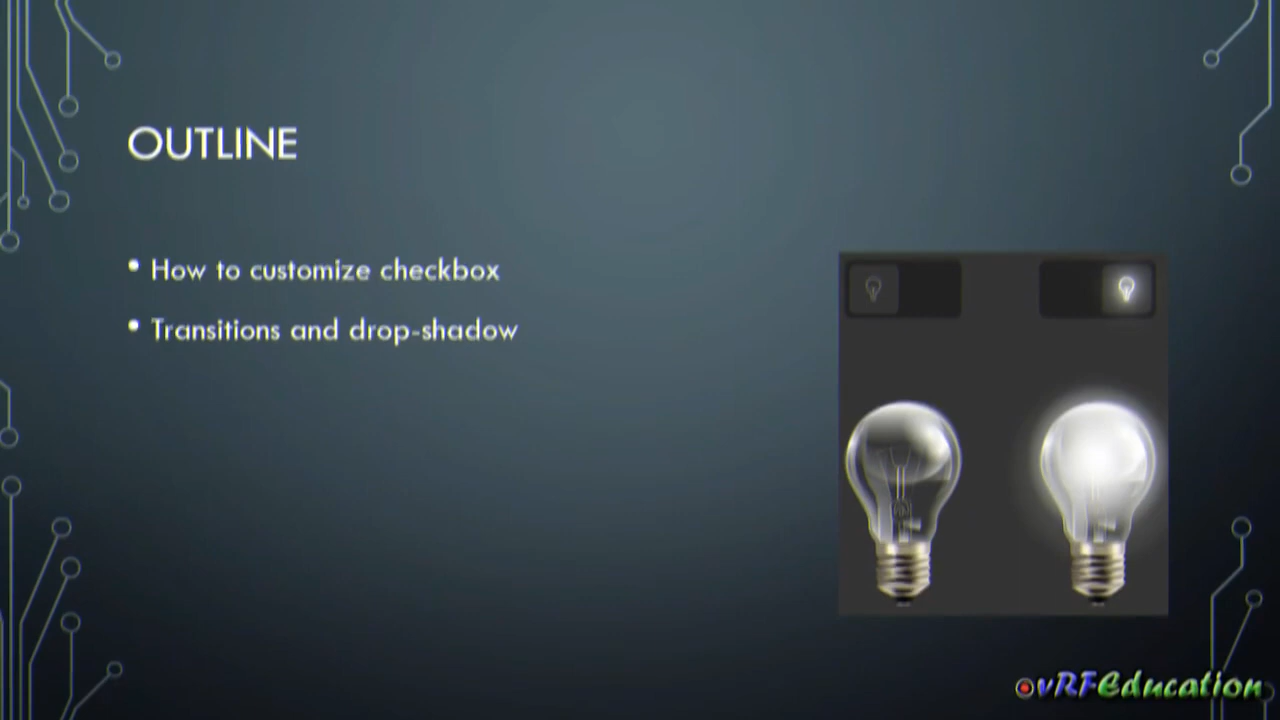 OUTLINE
• How to customize checkbox
• Transitions and drop-shadow
vRFEducation